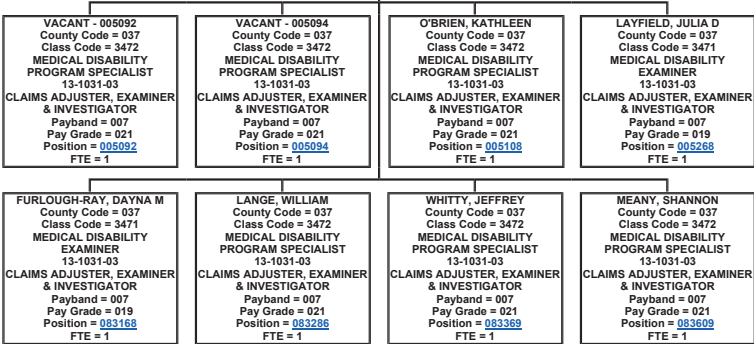 VACANT - 005092
County Code = 037
Class Code = 3472
MEDICAL DISABILITY
PROGRAM SPECIALIST
13-1031-03
CLAIMS ADJUSTER, EXAMINER
& INVESTIGATOR
Payband = 007
Pay Grade = 021
Position = 005092
FTE = 1
VACANT - 005094
County Code = 037
Class Code = 3472
MEDICAL DISABILITY
PROGRAM SPECIALIST
13-1031-03
CLAIMS ADJUSTER, EXAMINER
& INVESTIGATOR
Payband = 007
Pay Grade = 021
Position = 005094
FTE = 1
O'BRIEN, KATHLEEN
County Code = 037
Class Code = 3472
MEDICAL DISABILITY
PROGRAM SPECIALIST
13-1031-03
CLAIMS ADJUSTER, EXAMINER
& INVESTIGATOR
Payband = 007
Pay Grade = 021
Position = 005108
FTE = 1
LAYFIELD, JULIA D
County Code = 037
Class Code = 3471
MEDICAL DISABILITY
EXAMINER
13-1031-03
CLAIMS ADJUSTER, EXAMINER
& INVESTIGATOR
Payband = 007
Pay Grade = 019
Position = 005268
FTE = 1
FURLOUGH-RAY, DAYNA M
County Code = 037
Class Code = 3471
MEDICAL DISABILITY
EXAMINER
13-1031-03
CLAIMS ADJUSTER, EXAMINER
& INVESTIGATOR
Payband = 007
Pay Grade = 019
Position = 083168
FTE = 1
LANGE, WILLIAM
County Code = 037
Class Code = 3472
MEDICAL DISABILITY
PROGRAM SPECIALIST
13-1031-03
CLAIMS ADJUSTER, EXAMINER
& INVESTIGATOR
Payband = 007
Pay Grade = 021
Position = 083286
FTE = 1
WHITTY, JEFFREY
County Code = 037
Class Code = 3472
MEDICAL DISABILITY
PROGRAM SPECIALIST
13-1031-03
CLAIMS ADJUSTER, EXAMINER
& INVESTIGATOR
Payband = 007
Pay Grade = 021
Position = 083369
FTE = 1
MEANY, SHANNON
County Code = 037
Class Code = 3472
MEDICAL DISABILITY
PROGRAM SPECIALIST
13-1031-03
CLAIMS ADJUSTER, EXAMINER
& INVESTIGATOR
Payband = 007
Pay Grade = 021
Position = 083609
FTE = 1